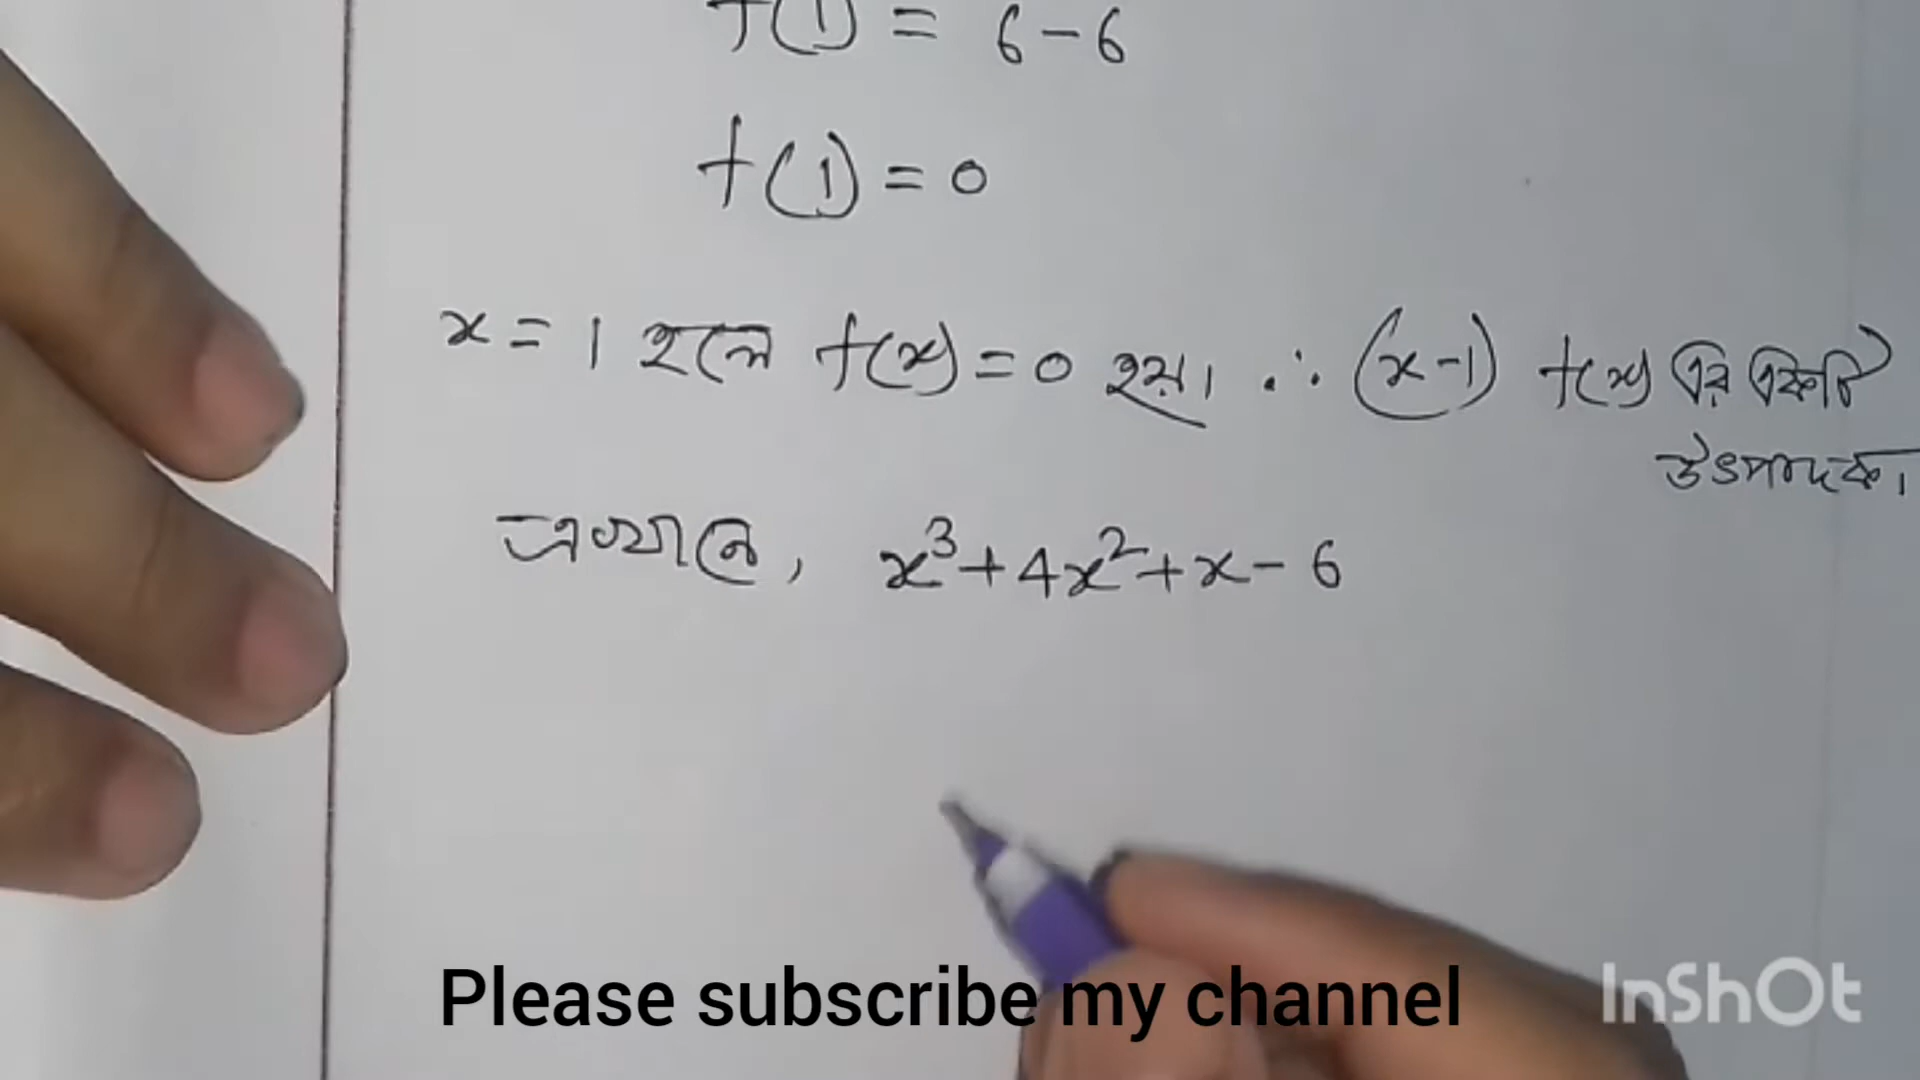 f(1) = 6-6
f(1) = 0
x = 1 হলে f(x) = 0 হয়। ∴ (x-1) f(x) এর একটি
উৎপাদক।
এখানে, x³+4x²+x-6
Please subscribe my channel
InShOt